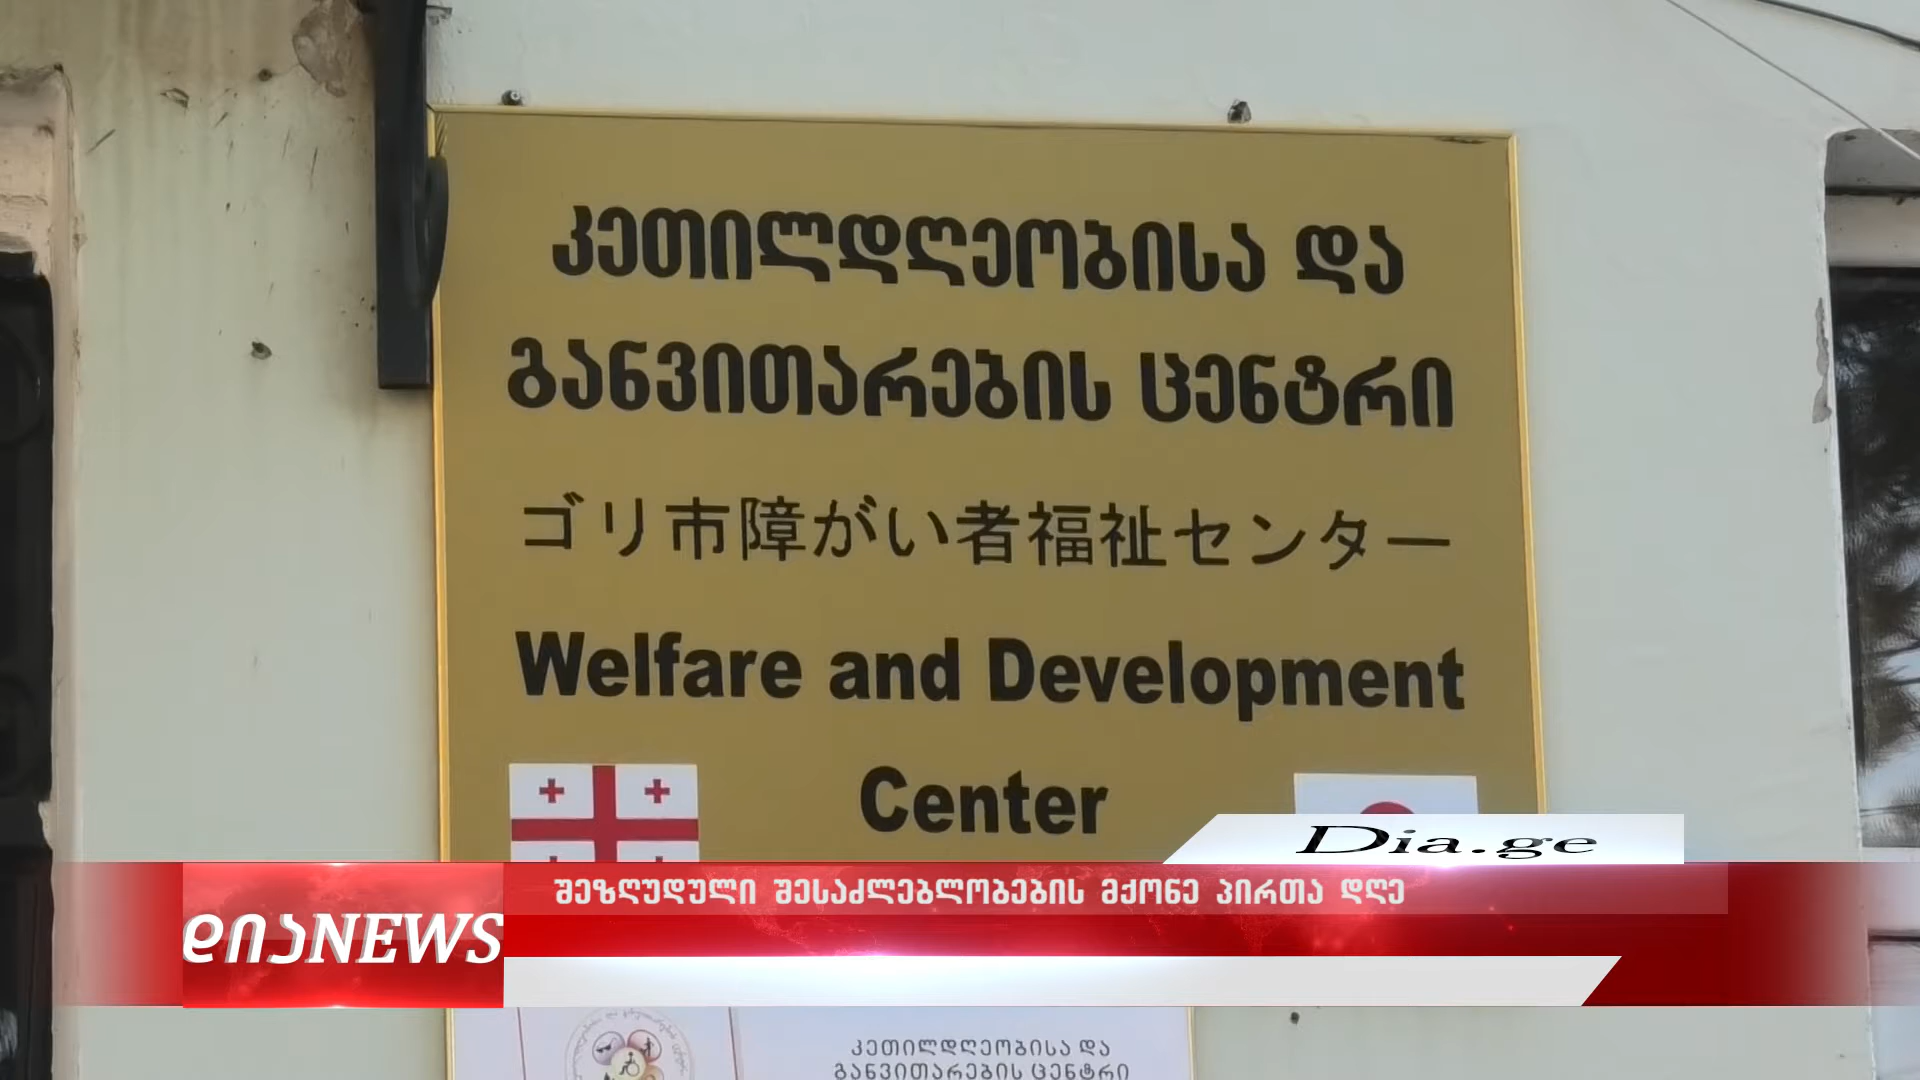 კეთილდღეობისა და
განვითარების ცენტრი
ゴリ市障がい者福祉センター
Welfare and Development
Center
Dia.ge
შეზღუდული შესაძლებლობების მქონე პირთა დღე
დიაNEWS
კეთილდღეობისა და
განვითარების ცენტრი